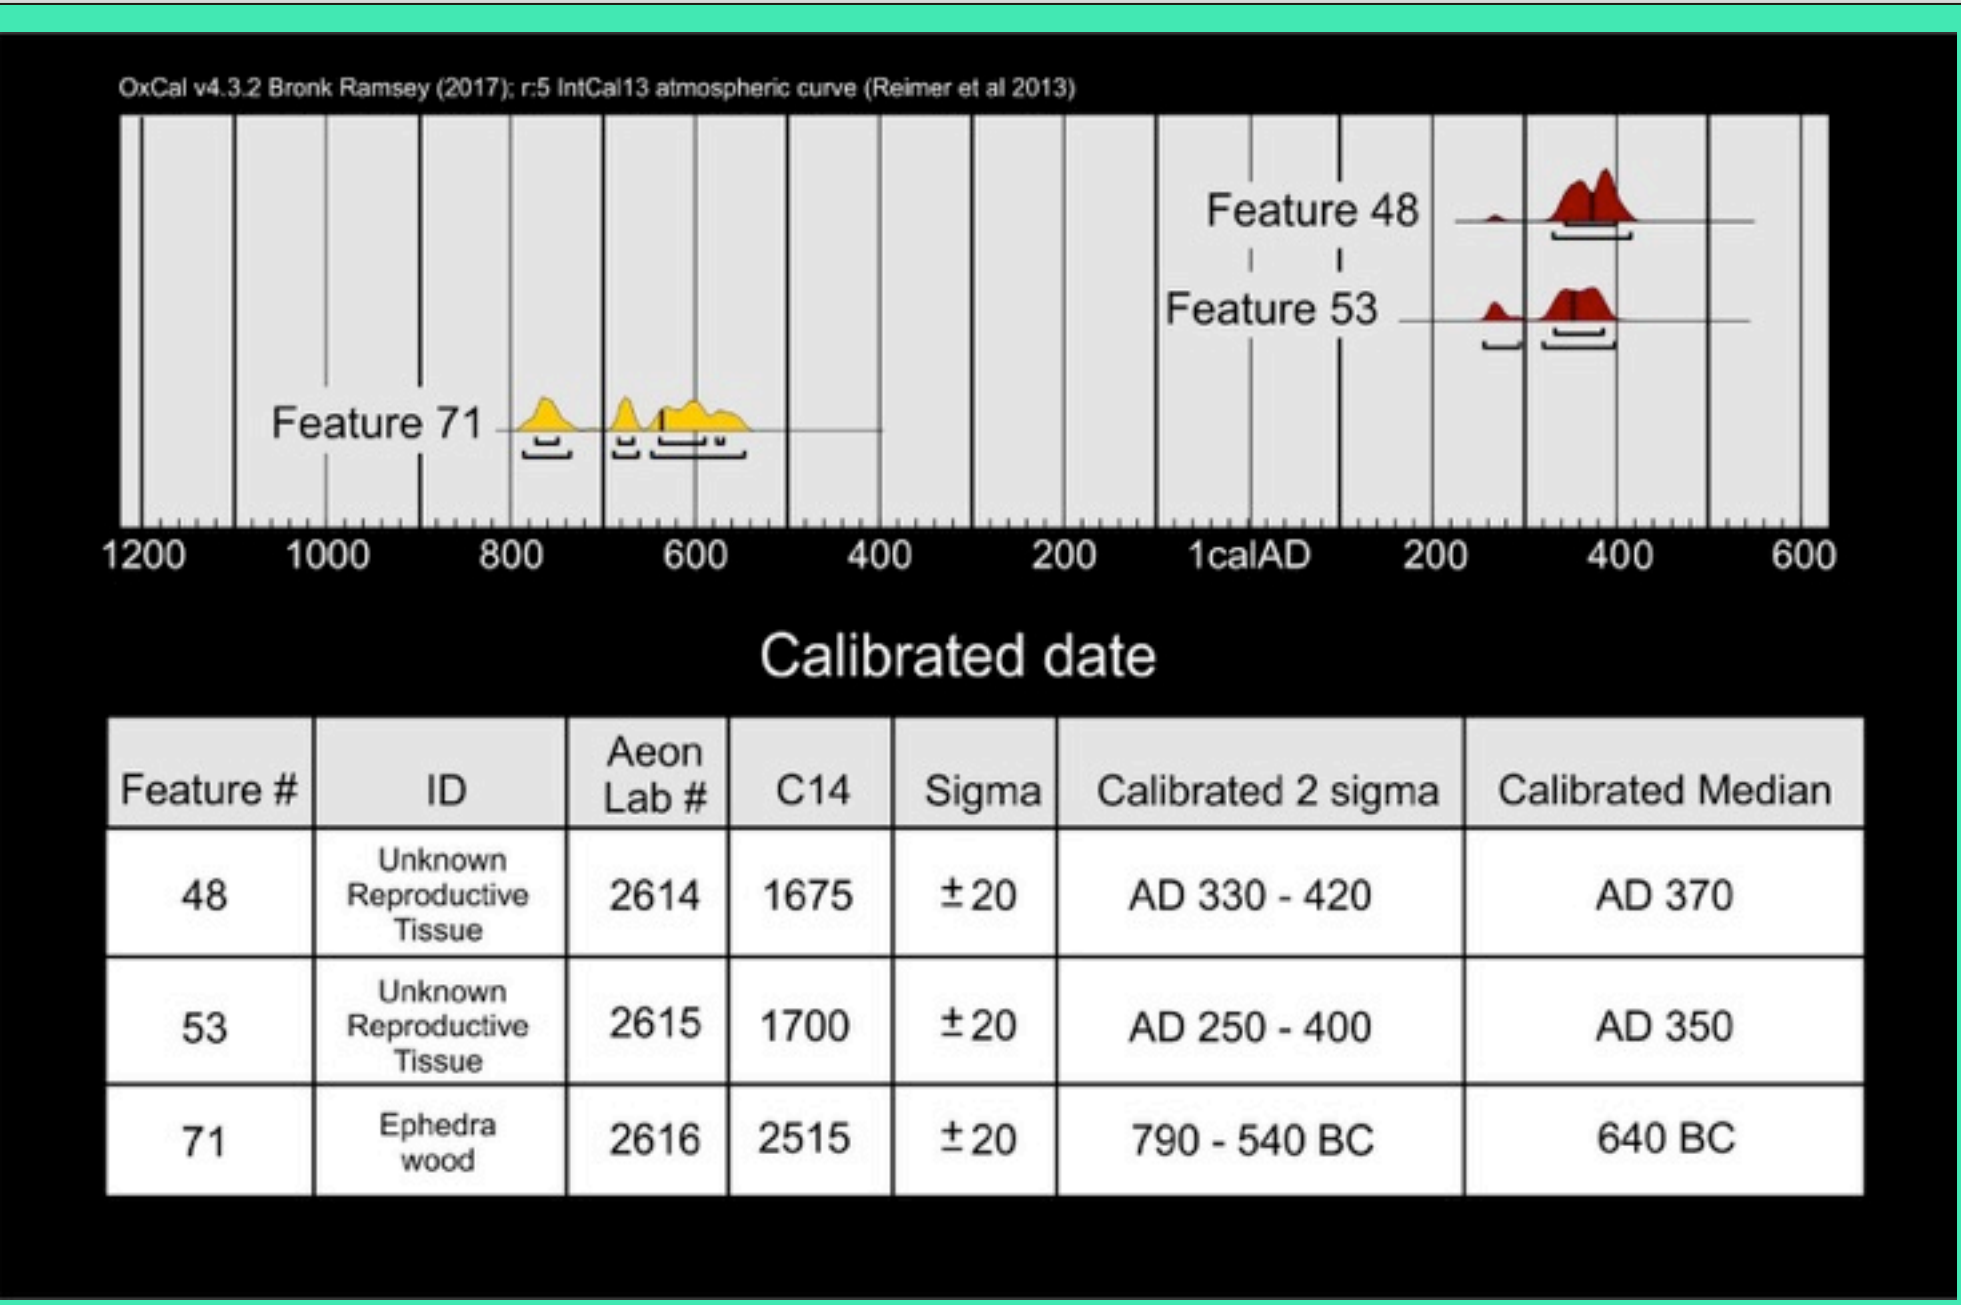 OxCal v4.3.2 Bronk Ramsey (2017); r:5 IntCal13 atmospheric curve (Reimer et al 2013)
Feature 48
Feature 53
Feature 71
1200 1000 800 600 400 200 1calAD 200 400 600
Calibrated date
Feature # ID Aeon Lab # C14 Sigma Calibrated 2 sigma Calibrated Median
48 Unknown Reproductive Tissue 2614 1675 ±20 AD 330 - 420 AD 370
53 Unknown Reproductive Tissue 2615 1700 ±20 AD 250 - 400 AD 350
71 Ephedra wood 2616 2515 ±20 790 - 540 BC 640 BC